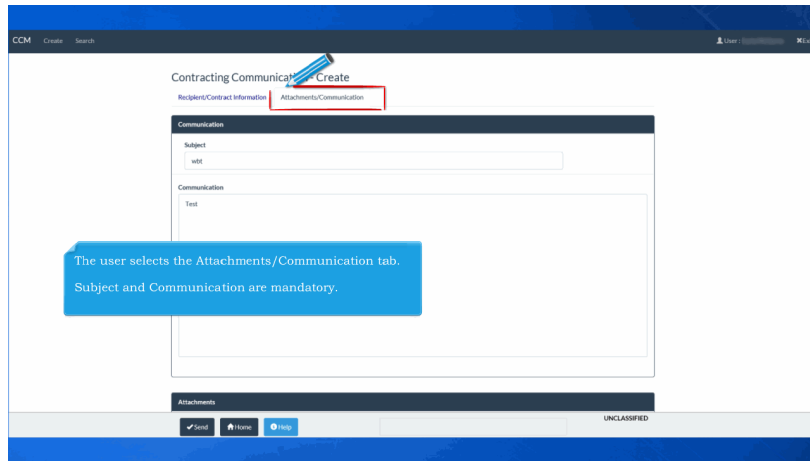 CCM Create Search User : ✖Ex
Contracting Communication - Create
Recipient/Contract Information Attachments/Communication
Communication
Subject
wbt
Communication
Test
The user selects the Attachments/Communication tab.
Subject and Communication are mandatory.
Attachments
Send Home Help UNCLASSIFIED